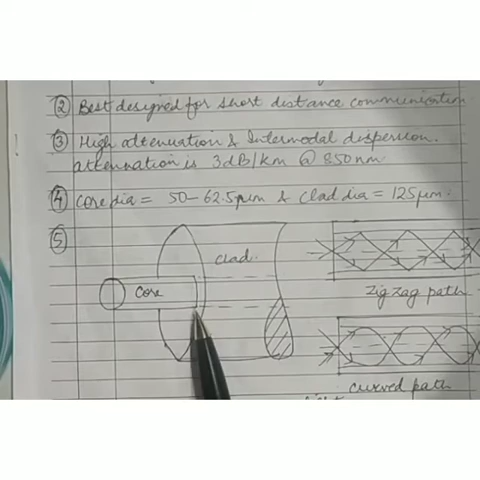 ② Best designed for short distance communication
③ High attenuation & Intermodal dispersion.
attenuation is 3dB/km @ 850nm
④ Core dia = 50-62.5μm & Clad dia = 125μm.
⑤
clad.
Core
zig zag path
curved path